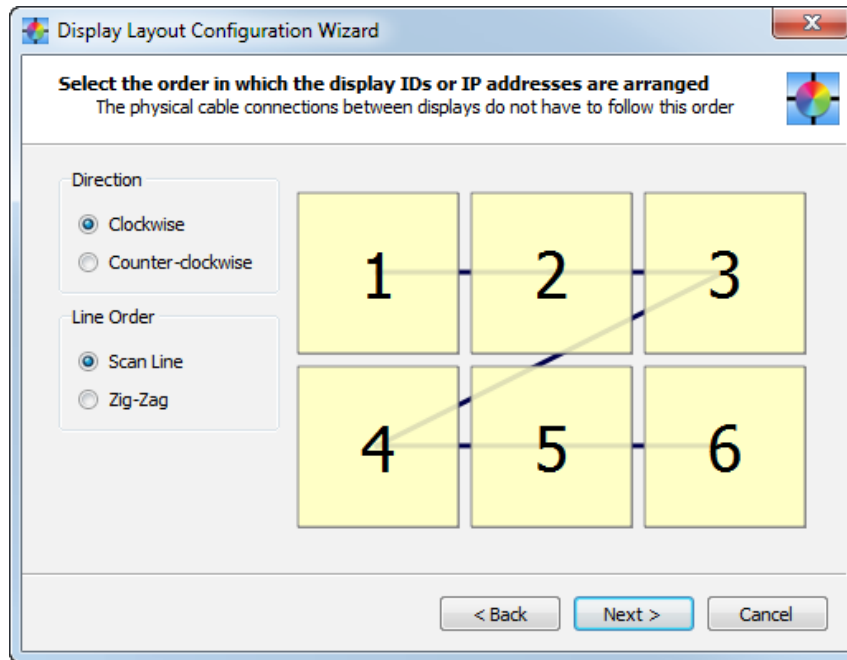 Display Layout Configuration Wizard
Select the order in which the display IDs or IP addresses are arranged
The physical cable connections between displays do not have to follow this order
Direction
Clockwise
Counter-clockwise
Line Order
Scan Line
Zig-Zag
1 2 3
4 5 6
< Back Next > Cancel